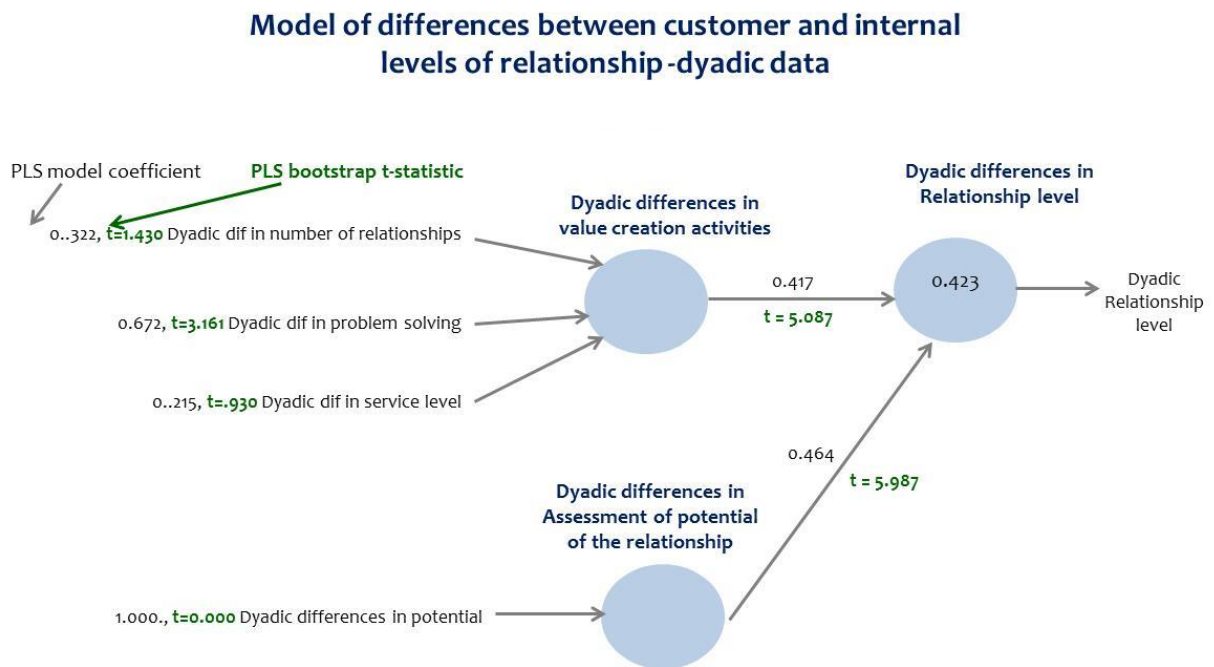 Model of differences between customer and internal
levels of relationship -dyadic data
PLS model coefficient
PLS bootstrap t-statistic
0..322, t=1.430 Dyadic dif in number of relationships
0.672, t=3.161 Dyadic dif in problem solving
0..215, t=.930 Dyadic dif in service level
Dyadic differences in
value creation activities
0.417
t = 5.087
Dyadic differences in
Relationship level
0.423
Dyadic
Relationship
level
0.464
t = 5.987
Dyadic differences in
Assessment of potential
of the relationship
1.000., t=0.000 Dyadic differences in potential